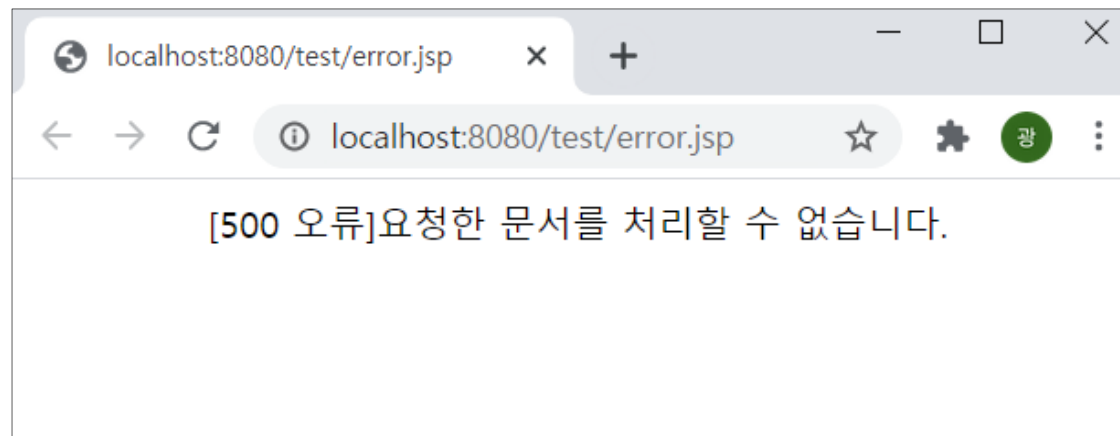 localhost:8080/test/error.jsp
localhost:8080/test/error.jsp
광
[500 오류]요청한 문서를 처리할 수 없습니다.